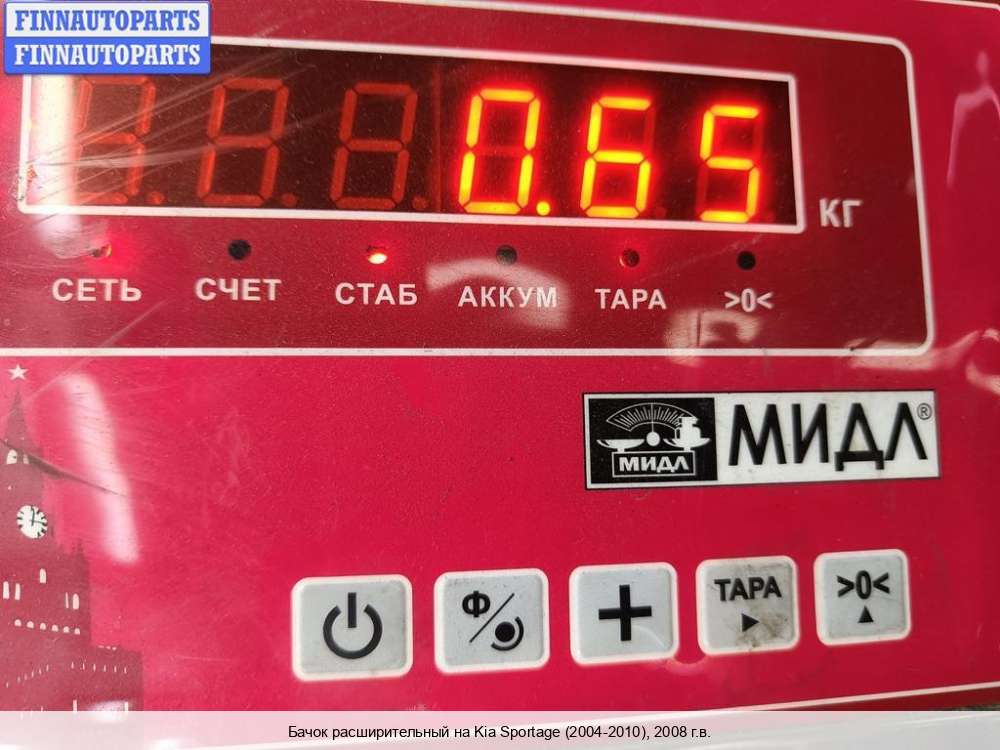 FINNAUTOPARTS
FINNAUTOPARTS
0.65
КГ
СЕТЬ СЧЕТ СТАБ АККУМ ТАРА >0<
МИДЛ МИДЛ®
Ф ТАРА >0<
Бачок расширительный на Kia Sportage (2004-2010), 2008 г.в.